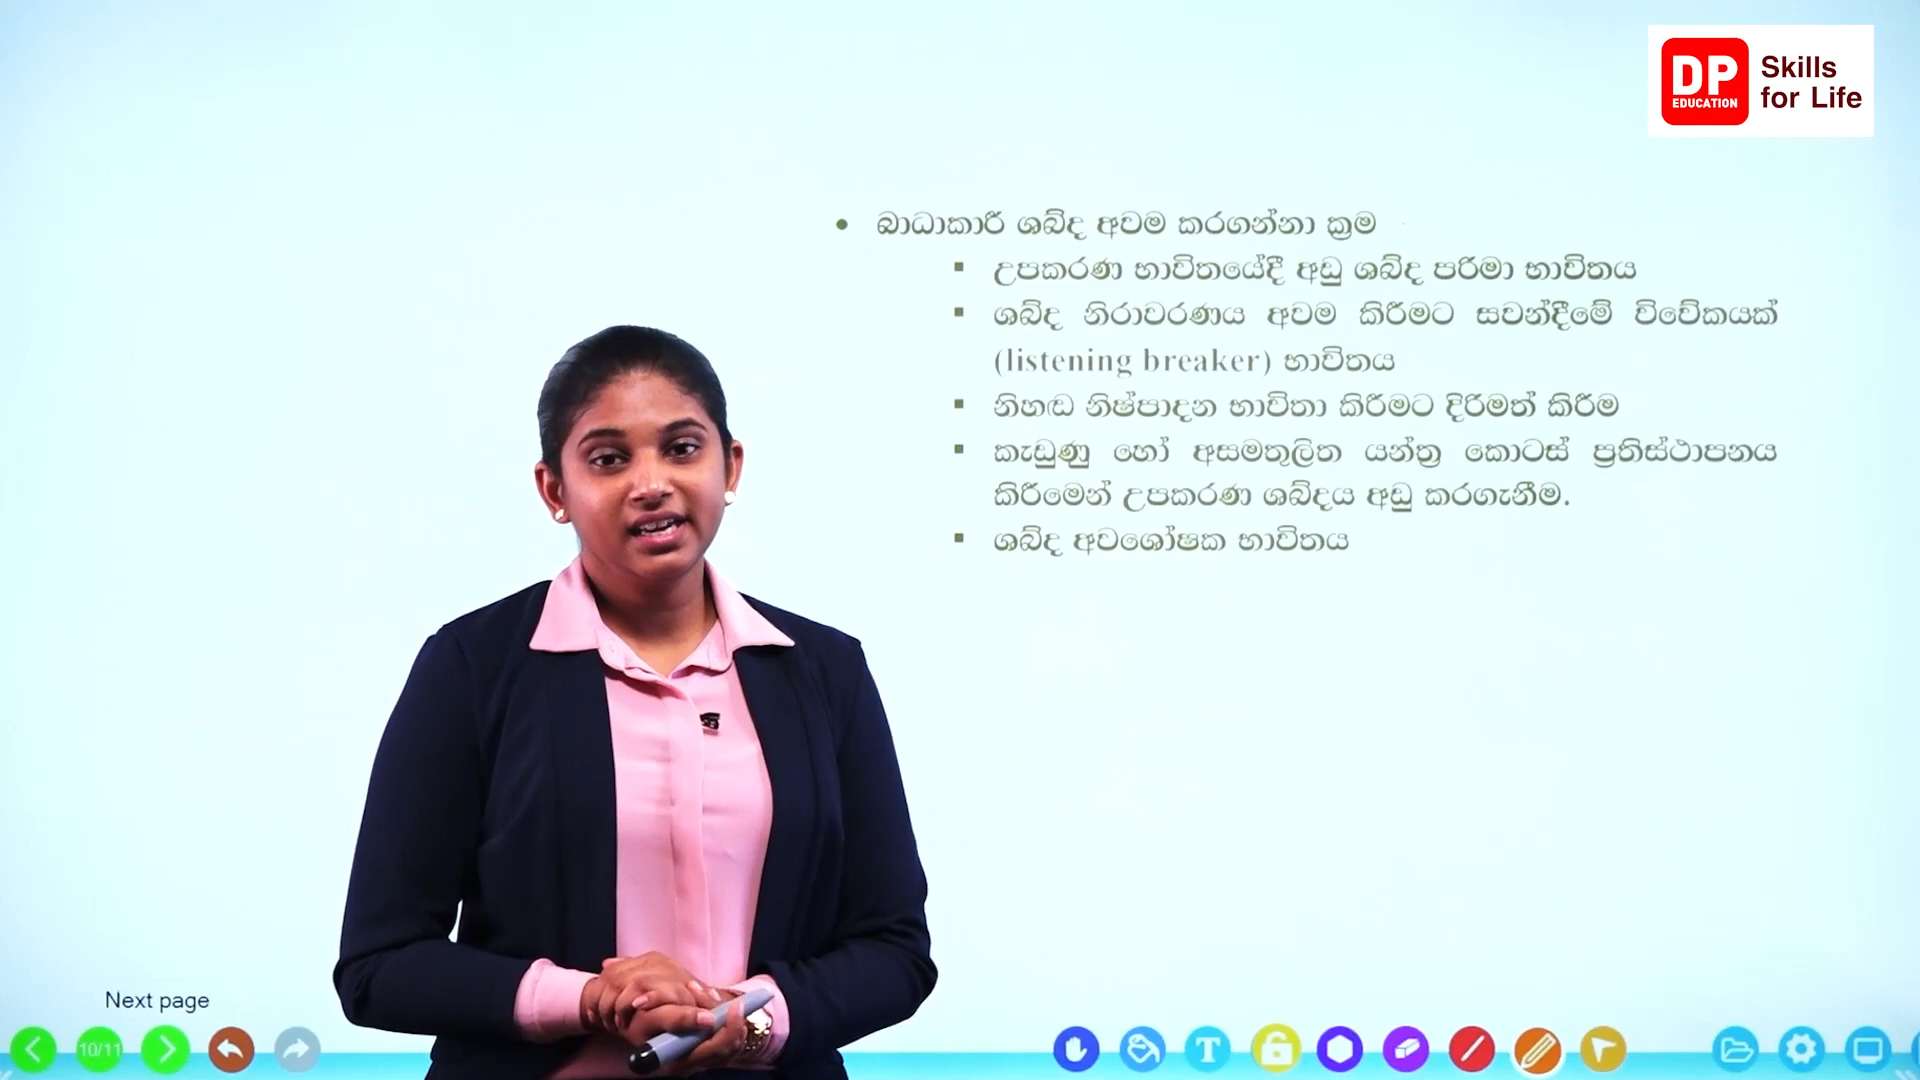 DP
EDUCATION
Skills
for Life
• බාධාකාරී ශබ්ද අවම කරගන්නා ක්‍රම
▪ උපකරණ භාවිතයේදී අඩු ශබ්ද පරිමා භාවිතය
▪ ශබ්ද නිරාවරණය අවම කිරීමට සවන්දීමේ විවේකයක්
(listening breaker) භාවිතය
▪ නිහඬ නිෂ්පාදන භාවිතා කිරීමට දිරිමත් කිරීම
▪ කැඩුණු හෝ අසමතුලිත යන්ත්‍ර කොටස් ප්‍රතිස්ථාපනය
කිරීමෙන් උපකරණ ශබ්දය අඩු කරගැනීම.
▪ ශබ්ද අවශෝෂක භාවිතය
Next page
10/11
T